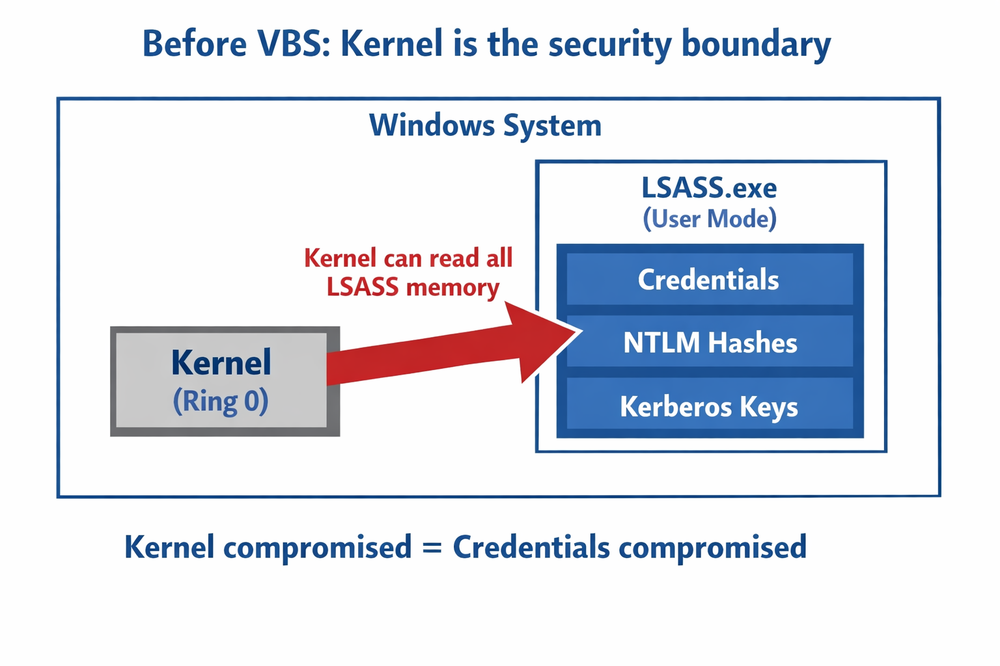 Before VBS: Kernel is the security boundary
Windows System
LSASS.exe
(User Mode)
Kernel can read all
LSASS memory
Credentials
NTLM Hashes
Kerberos Keys
Kernel
(Ring 0)
Kernel compromised = Credentials compromised